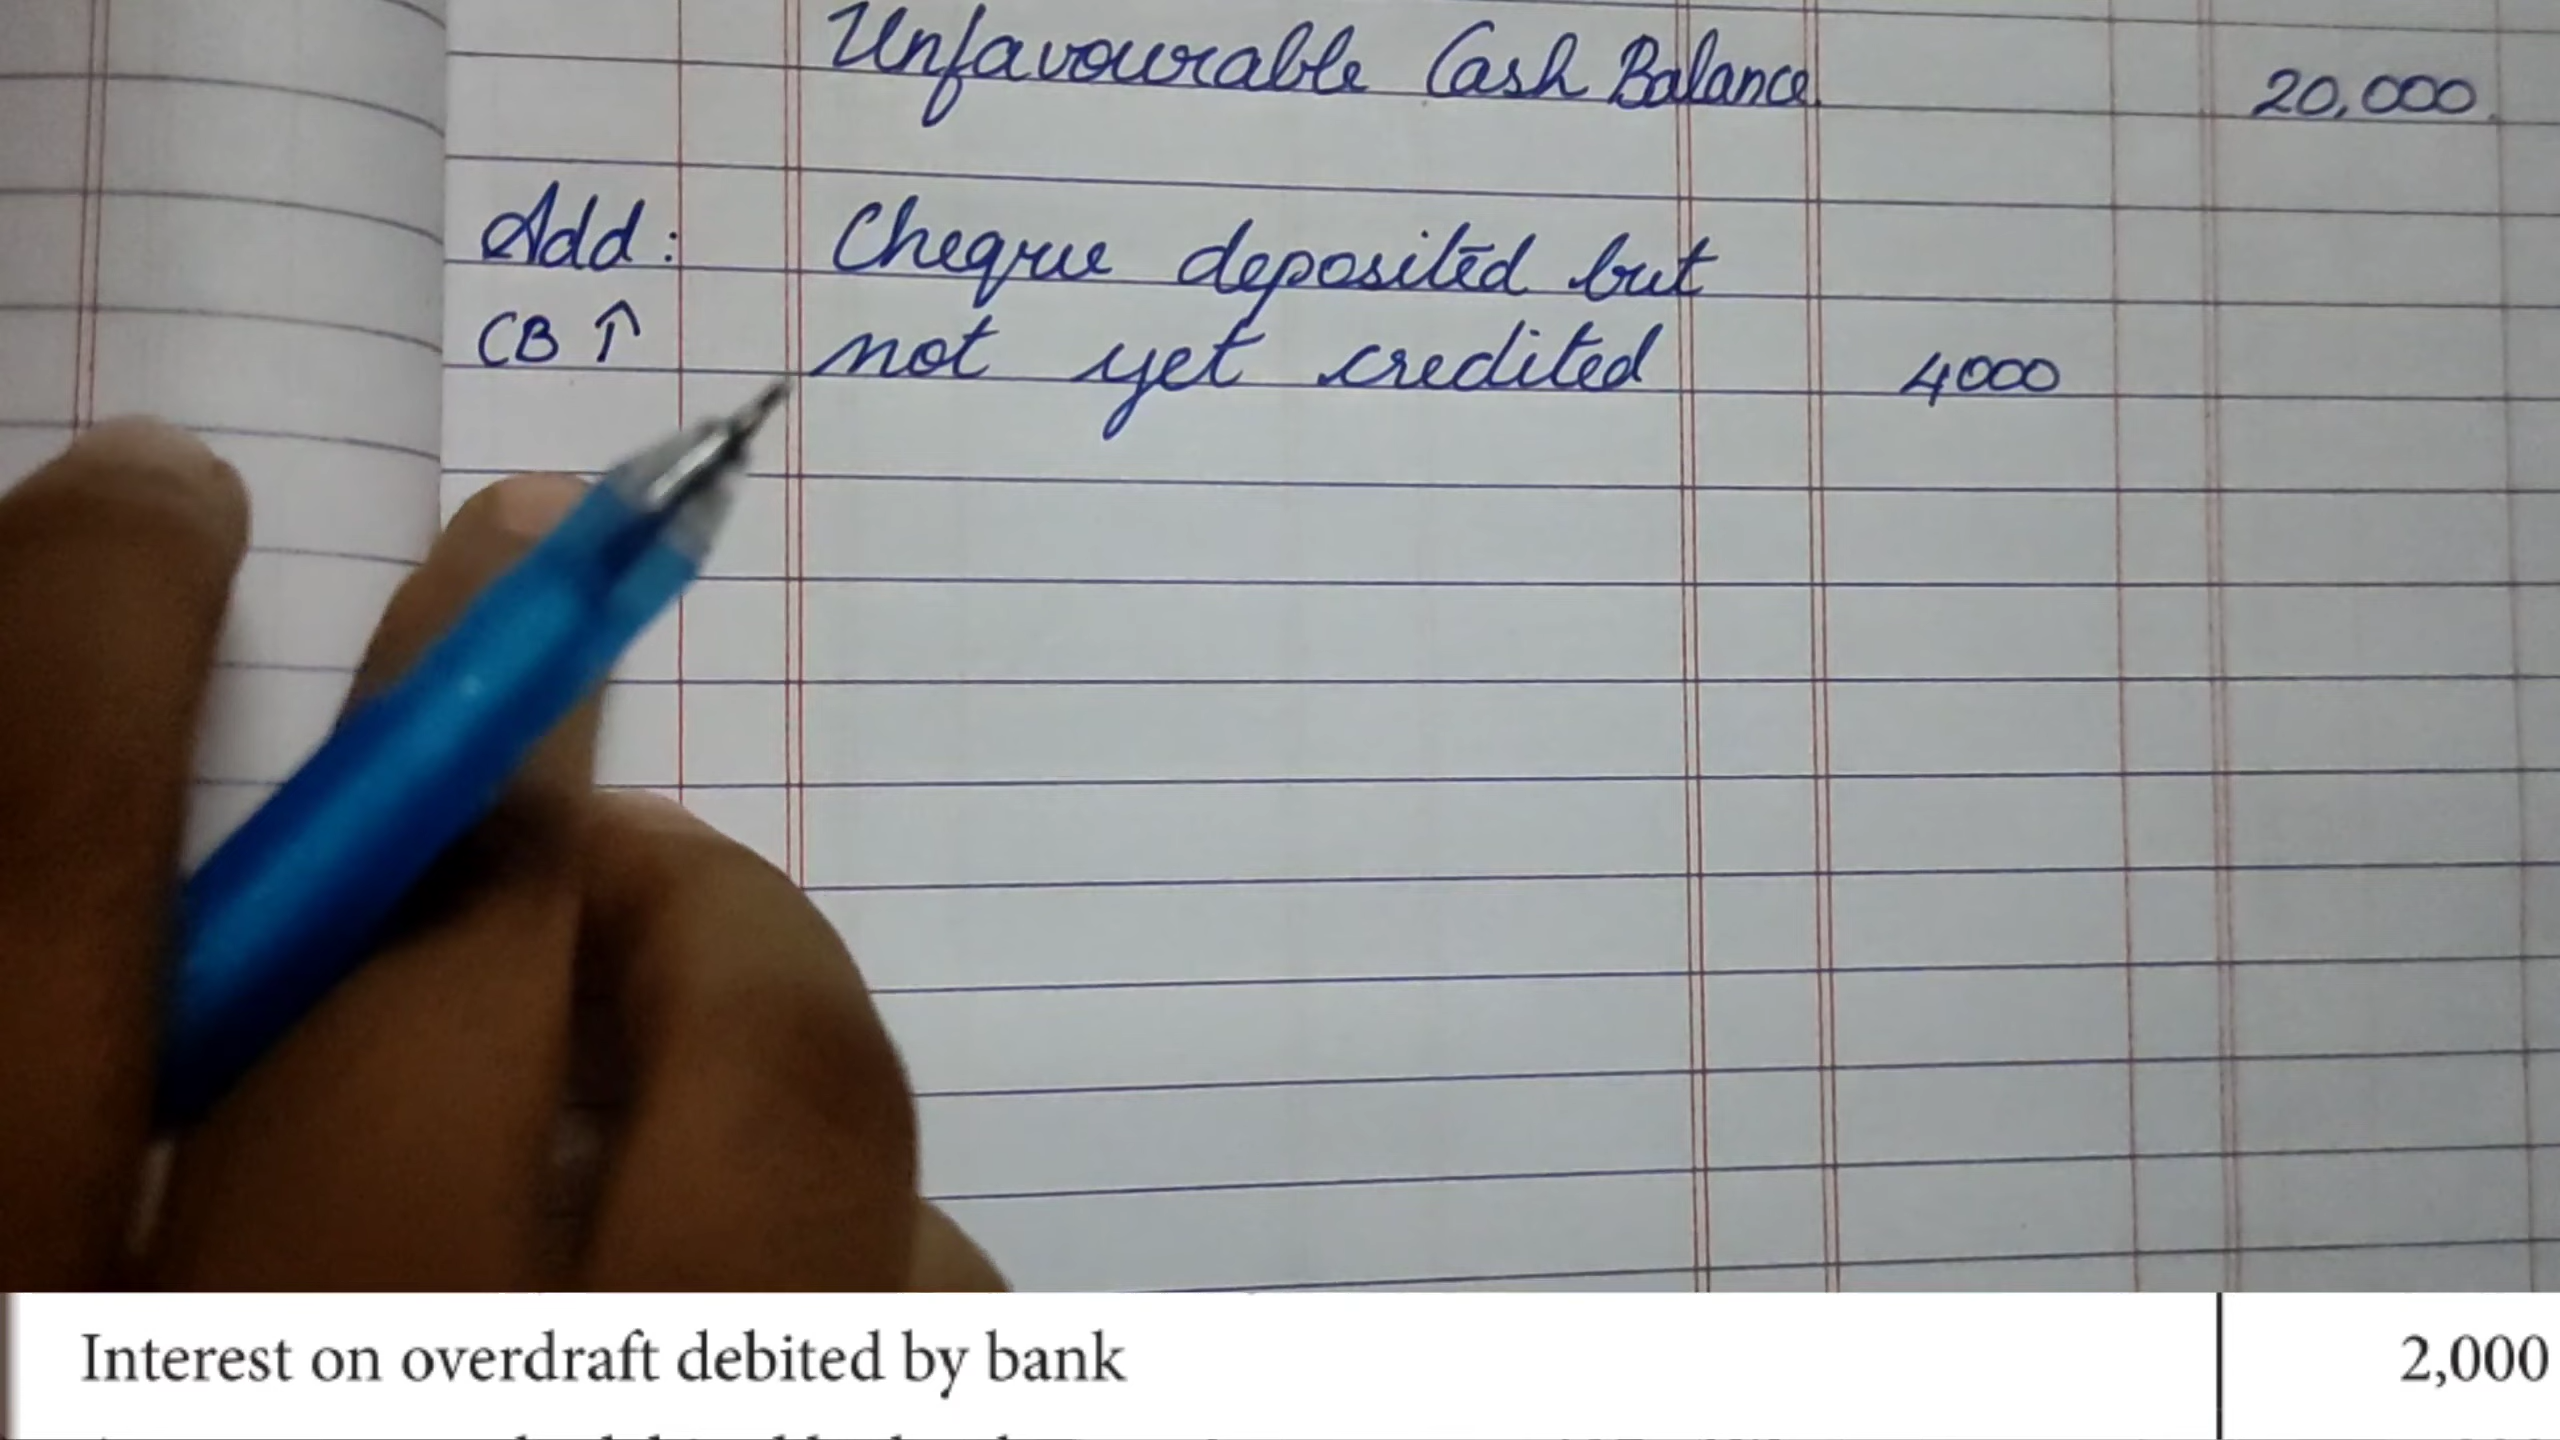 Unfavourable Cash Balance 20,000
Add: Cheque deposited but
CB ↑ not yet credited 4000
Interest on overdraft debited by bank 2,000